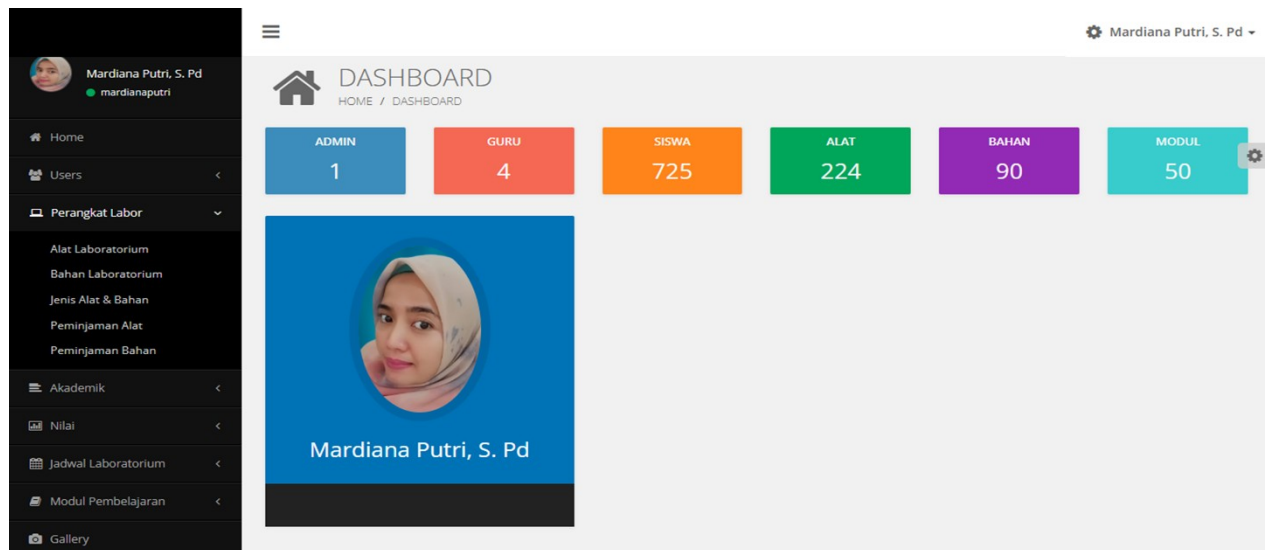 Mardiana Putri, S. Pd
Mardiana Putri, S. Pd
mardianaputri
DASHBOARD
HOME / DASHBOARD
Home
Users
Perangkat Labor
Alat Laboratorium
Bahan Laboratorium
Jenis Alat & Bahan
Peminjaman Alat
Peminjaman Bahan
Akademik
Nilai
Jadwal Laboratorium
Modul Pembelajaran
Gallery
ADMIN
1
GURU
4
SISWA
725
ALAT
224
BAHAN
90
MODUL
50
Mardiana Putri, S. Pd